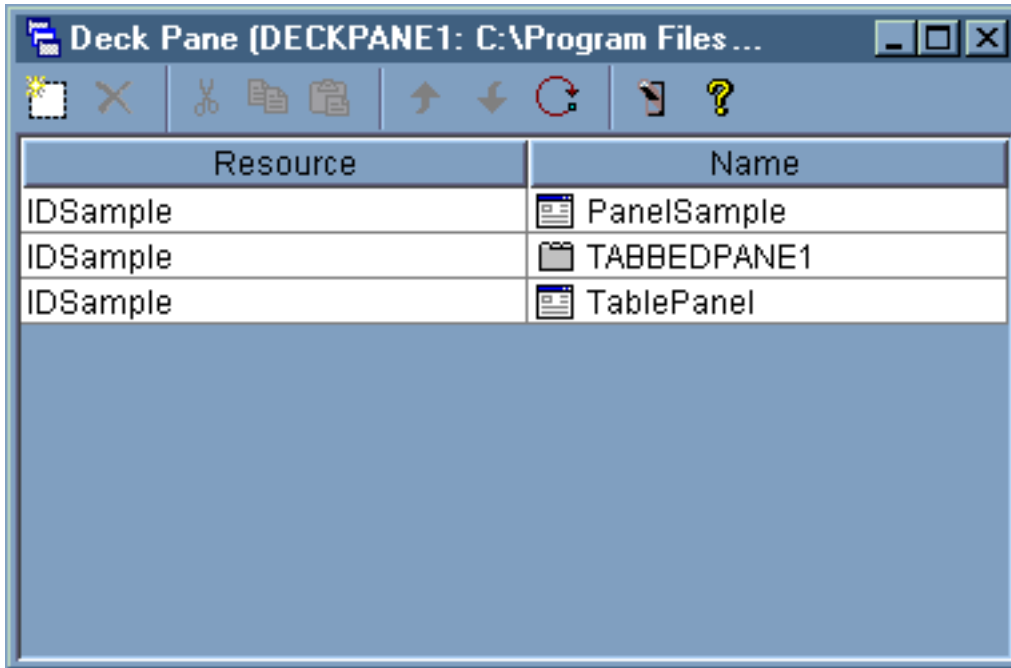 Deck Pane (DECKPANE1: C:\Program Files ...
Resource Name
IDSample PanelSample
IDSample TABBEDPANE1
IDSample TablePanel